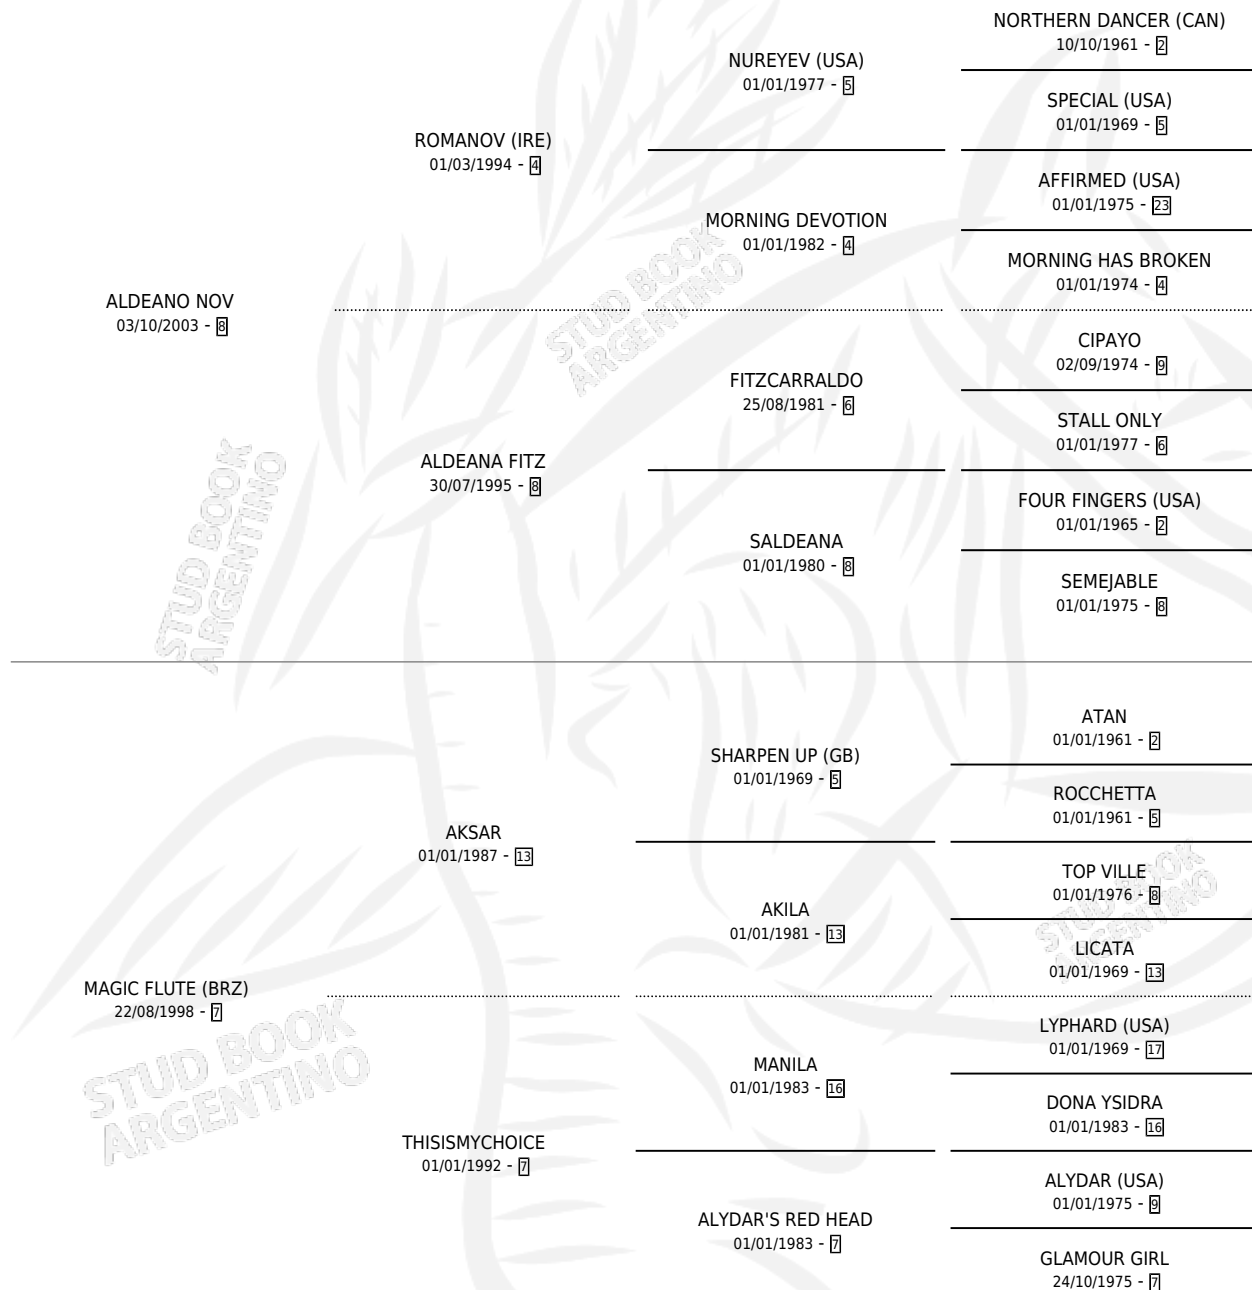 NORTHERN DANCER (CAN)
10/10/1961 - 2
NUREYEV (USA)
01/01/1977 - 5
SPECIAL (USA)
01/01/1969 - 5
ROMANOV (IRE)
01/03/1994 - 4
AFFIRMED (USA)
01/01/1975 - 23
MORNING DEVOTION
01/01/1982 - 4
MORNING HAS BROKEN
01/01/1974 - 4
ALDEANO NOV
03/10/2003 - 8
CIPAYO
02/09/1974 - 9
FITZCARRALDO
25/08/1981 - 6
STALL ONLY
01/01/1977 - 6
ALDEANA FITZ
30/07/1995 - 8
FOUR FINGERS (USA)
01/01/1965 - 2
SALDEANA
01/01/1980 - 8
SEMEJABLE
01/01/1975 - 8
ATAN
01/01/1961 - 2
SHARPEN UP (GB)
01/01/1969 - 5
ROCCHETTA
01/01/1961 - 5
AKSAR
01/01/1987 - 13
TOP VILLE
01/01/1976 - 8
AKILA
01/01/1981 - 13
LICATA
01/01/1969 - 13
MAGIC FLUTE (BRZ)
22/08/1998 - 7
LYPHARD (USA)
01/01/1969 - 17
MANILA
01/01/1983 - 16
DONA YSIDRA
01/01/1983 - 16
THISISMYCHOICE
01/01/1992 - 7
ALYDAR (USA)
01/01/1975 - 9
ALYDAR'S RED HEAD
01/01/1983 - 7
GLAMOUR GIRL
24/10/1975 - 7
STUD BOOK
ARGENTINO
STUD BOOK
ARGENTINO
STUD BOOK
ARGENTINO
STUD BOOK
ARGENTINO